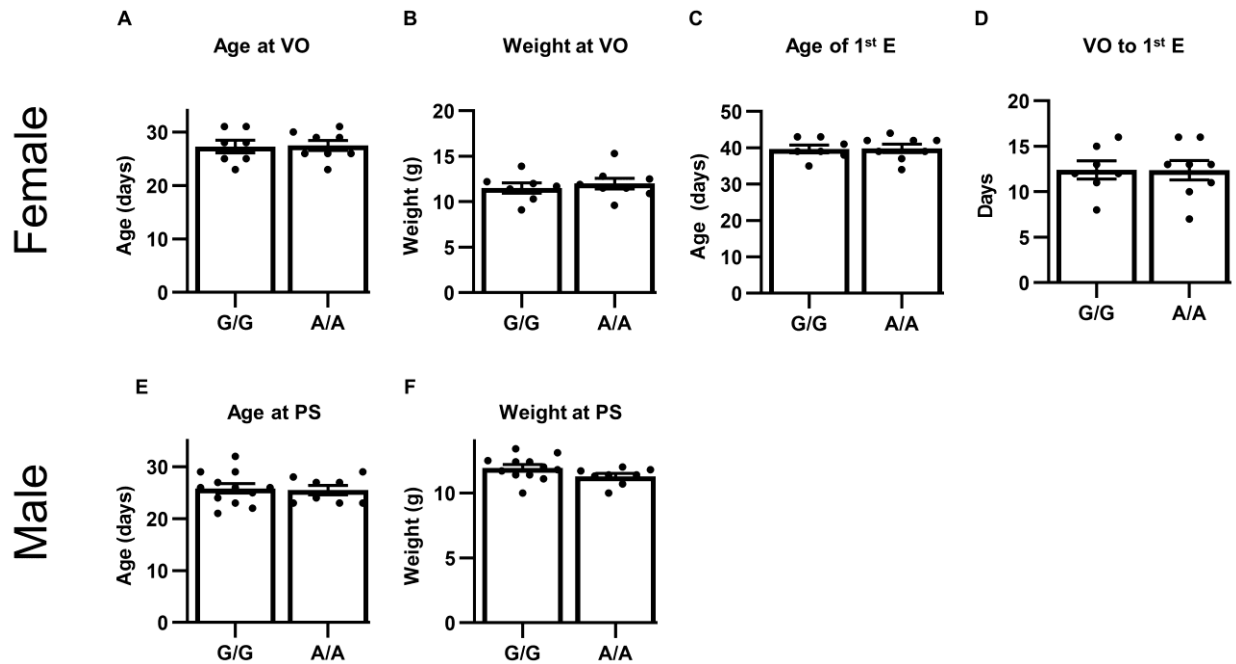 Female
A
Age at VO
Age (days)
30
20
10
0
G/G A/A
B
Weight at VO
Weight (g)
20
15
10
5
0
G/G A/A
C
Age of 1st E
Age (days)
50
40
30
20
10
0
G/G A/A
D
VO to 1st E
Days
20
15
10
5
0
G/G A/A
Male
E
Age at PS
Age (days)
30
20
10
0
G/G A/A
F
Weight at PS
Weight (g)
10
5
0
G/G A/A